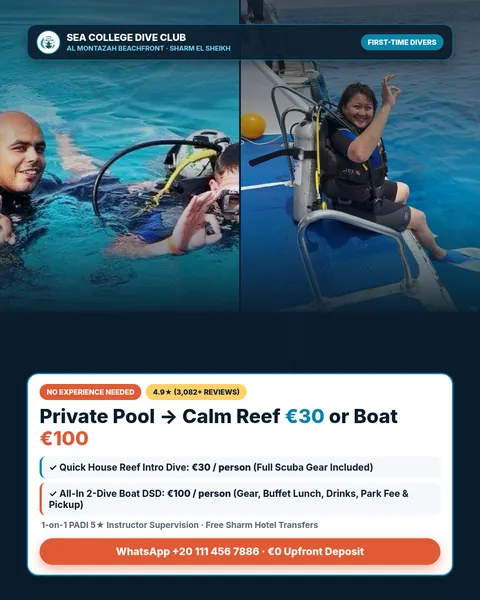 SEA COLLEGE DIVE CLUB
AL MONTAZAH BEACHFRONT · SHARM EL SHEIKH
FIRST-TIME DIVERS
NO EXPERIENCE NEEDED
4.9★ (3,082+ REVIEWS)
Private Pool → Calm Reef €30 or Boat
€100
✓ Quick House Reef Intro Dive: €30 / person (Full Scuba Gear Included)
✓ All-In 2-Dive Boat DSD: €100 / person (Gear, Buffet Lunch, Drinks, Park Fee &
Pickup)
1-on-1 PADI 5★ Instructor Supervision · Free Sharm Hotel Transfers
WhatsApp +20 111 456 7886 · €0 Upfront Deposit